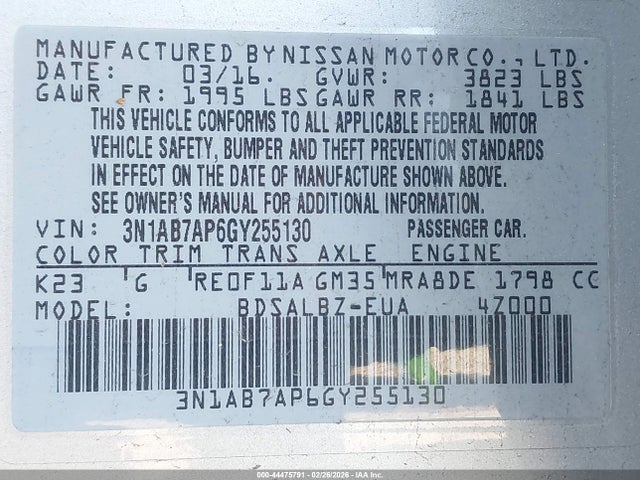 MANUFACTURED BY NISSAN MOTOR CO., LTD.
DATE: 03/16. GVWR: 3823 LBS
GAWR FR: 1995 LBS GAWR RR: 1841 LBS
THIS VEHICLE CONFORMS TO ALL APPLICABLE FEDERAL MOTOR
VEHICLE SAFETY, BUMPER AND THEFT PREVENTION STANDARDS
IN EFFECT ON THE DATE OF MANUFACTURE SHOWN ABOVE.
SEE OWNER'S MANUAL FOR ADDITIONAL INFORMATION.
VIN: 3N1AB7AP6GY255130 PASSENGER CAR.
COLOR TRIM TRANS AXLE ENGINE
K23 G RE0F11A GM35 MRA8DE 1798 CC
MODEL: BDSALBZ-EUA 4Z000
3N1AB7AP6GY255130
000-44475791 - 02/26/2026 - IAA Inc.